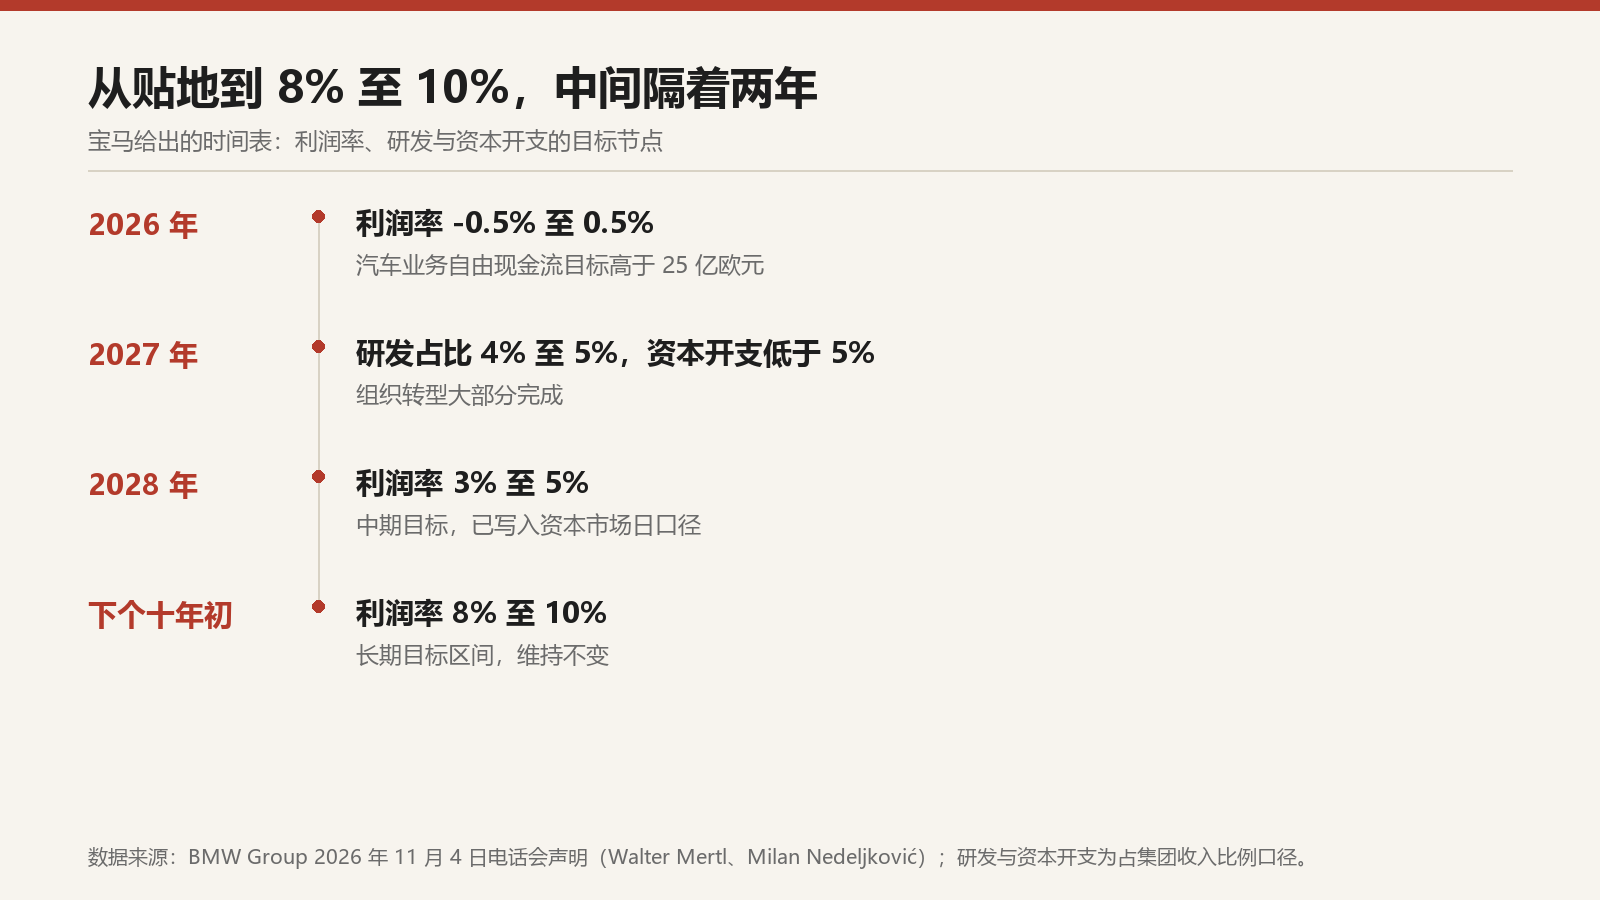 从贴地到 8% 至 10%，中间隔着两年
宝马给出的时间表：利润率、研发与资本开支的目标节点
2026 年
利润率 -0.5% 至 0.5%
汽车业务自由现金流目标高于 25 亿欧元
2027 年
研发占比 4% 至 5%，资本开支低于 5%
组织转型大部分完成
2028 年
利润率 3% 至 5%
中期目标，已写入资本市场日口径
下个十年初
利润率 8% 至 10%
长期目标区间，维持不变
数据来源：BMW Group 2026 年 11 月 4 日电话会声明（Walter Mertl、Milan Nedeljković）；研发与资本开支为占集团收入比例口径。